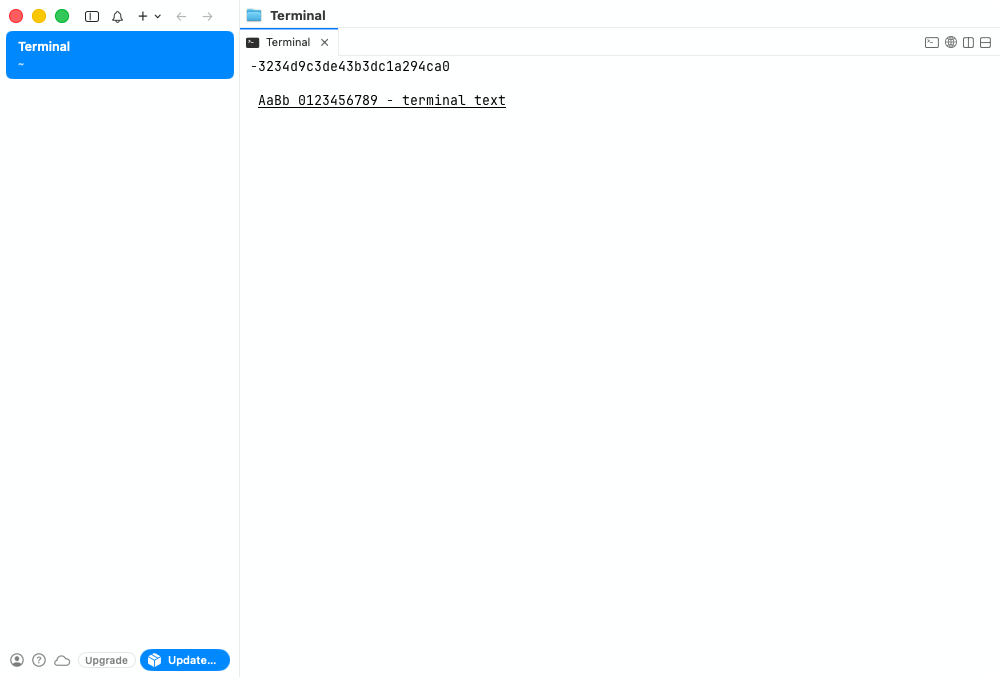 Terminal
Terminal
~
Terminal
-3234d9c3de43b3dc1a294ca0
AaBb 0123456789 - terminal text
Upgrade
Update...